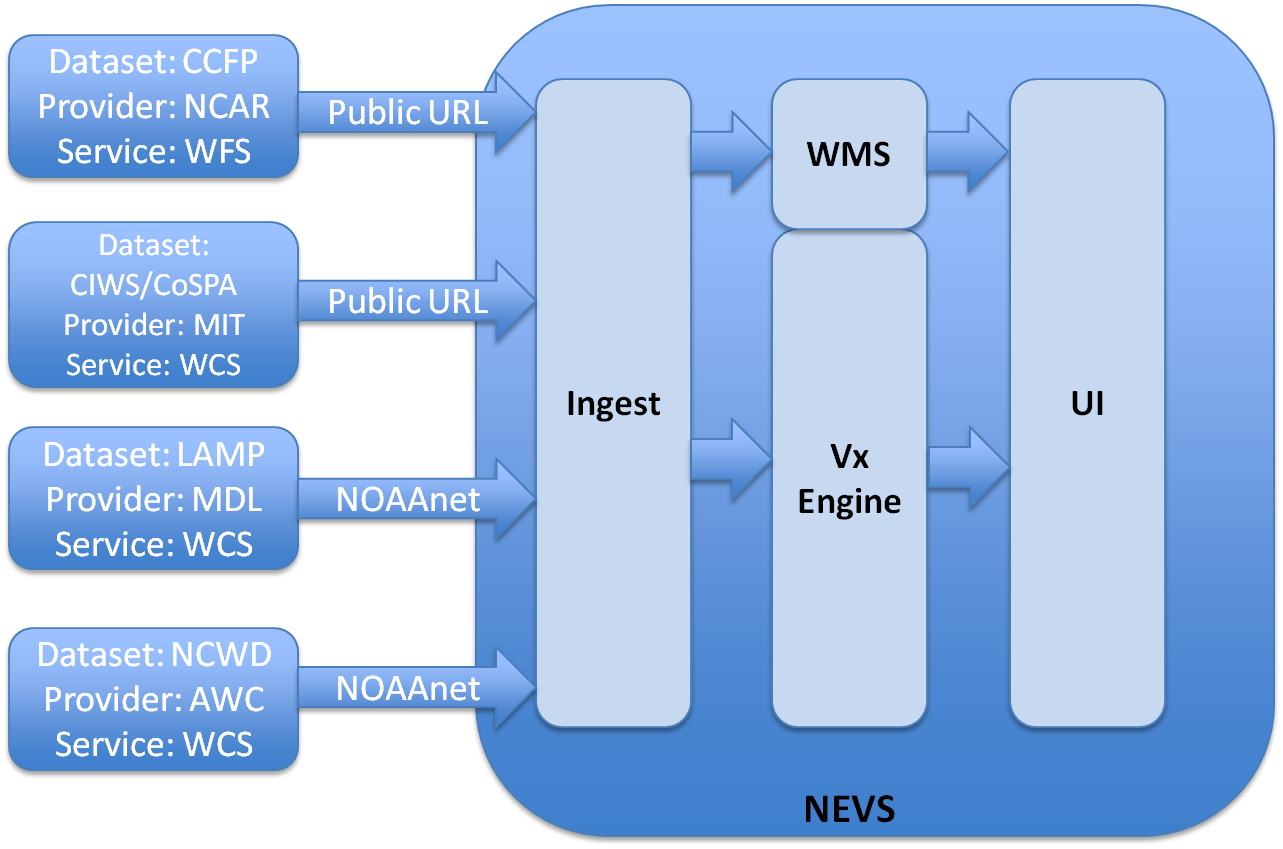 Dataset: CCFP
Provider: NCAR
Service: WFS
Public URL
Dataset:
CIWS/CoSPA
Provider: MIT
Service: WCS
Public URL
Dataset: LAMP
Provider: MDL
Service: WCS
NOAAnet
Dataset: NCWD
Provider: AWC
Service: WCS
NOAAnet
Ingest
WMS
Vx
Engine
UI
NEVS